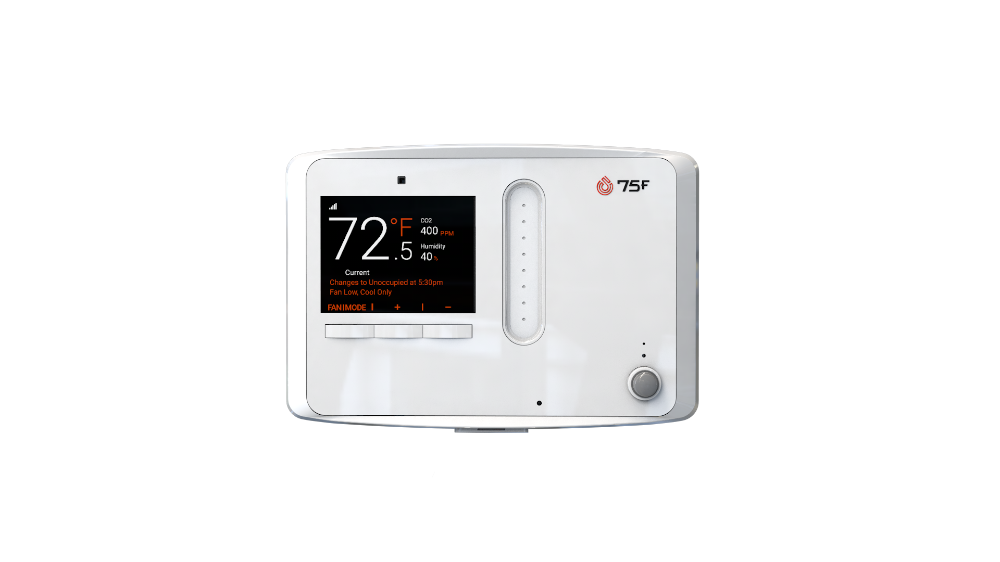 75F
72.5°F
CO2
400 PPM
Humidity
40 %
Current
Changes to Unoccupied at 5:30pm
Fan Low, Cool Only
FAN|MODE | + | −